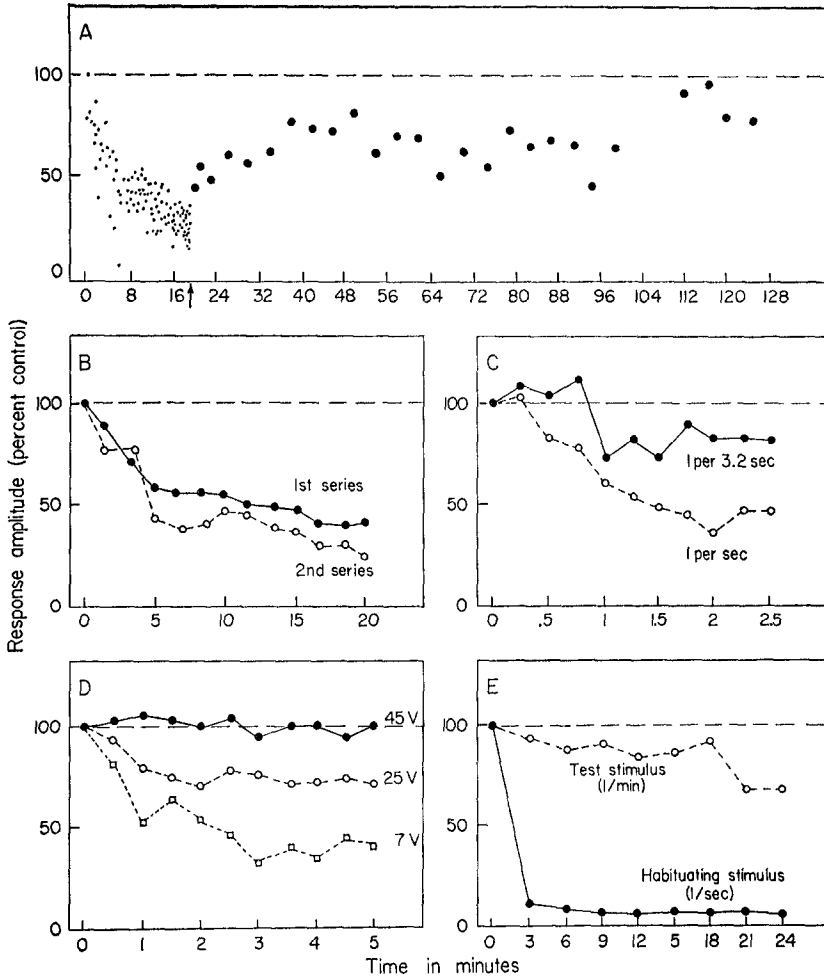 A
100
50
0
0 8 16 24 32 40 48 56 64 72 80 88 96 104 112 120 128
Response amplitude (percent control)
B
100
50
0
1st series
2nd series
0 5 10 15 20
C
100
50
0
1 per 3.2 sec
1 per sec
0 .5 1 1.5 2 2.5
D
100
50
0
45 V
25 V
7 V
0 1 2 3 4 5
E
100
50
0
Test stimulus
(1/min)
Habituating stimulus
(1/sec)
0 3 6 9 12 5 18 21 24
Time in minutes